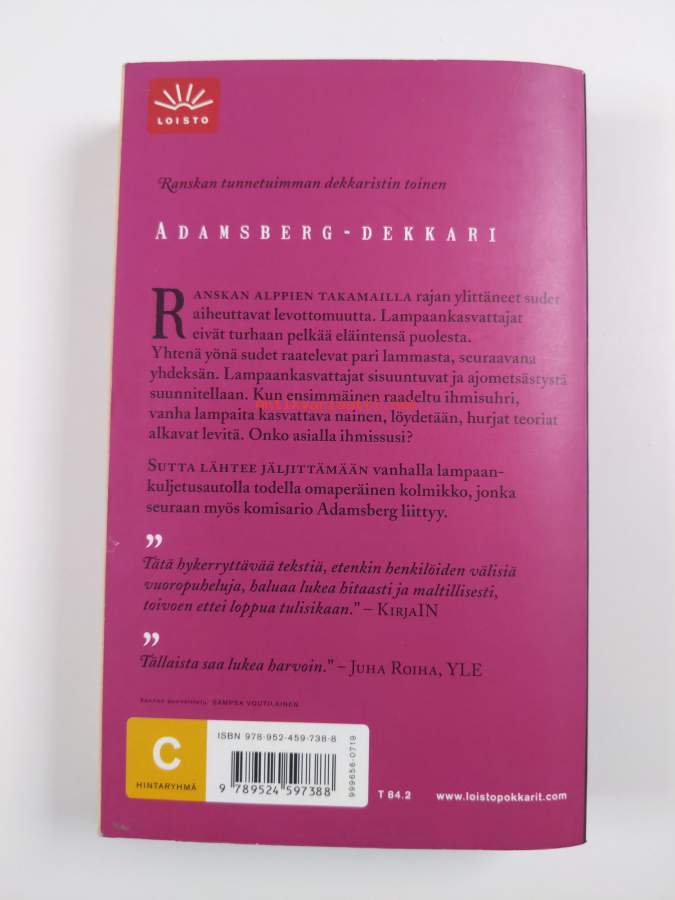 LOISTO
Ranskan tunnetuimman dekkaristin toinen
ADAMSBERG-DEKKARI
RANSKAN ALPPIEN TAKAMAILLA rajan ylittäneet sudet
aiheuttavat levottomuutta. Lampaankasvattajat
eivät turhaan pelkää eläintensä puolesta.
Yhtenä yönä sudet raatelevat pari lammasta, seuraavana
yhdeksän. Lampaankasvattajat sisuuntuvat ja ajometsästystä
suunnitellaan. Kun ensimmäinen raadeltu ihmisuhri,
vanha lampaita kasvattava nainen, löydetään, hurjat teoriat
alkavat levitä. Onko asialla ihmissusi?
SUTTA LÄHTEE JÄLJITTÄMÄÄN vanhalla lampaan-
kuljetusautolla todella omaperäinen kolmikko, jonka
seuraan myös komisario Adamsberg liittyy.
”
Tätä hykerryttävää tekstiä, etenkin henkilöiden välisiä
vuoropuheluja, haluaa lukea hitaasti ja maltillisesti,
toivoen ettei loppua tulisikaan." – KIRJAIN
”
Tällaista saa lukea harvoin." – JUHA ROIHA, YLE
Kannen suunnittelu: SAMPSA VOUTILAINEN
C
HINTARYHMÄ
ISBN 978-952-459-738-8
9 789524 597388
999656-0719
T 84.2
www.loistopokkarit.com